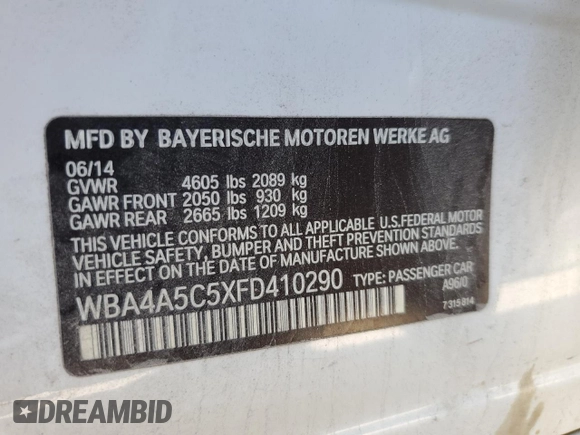 MFD BY BAYERISCHE MOTOREN WERKE AG
06/14
GVWR 4605 lbs 2089 kg
GAWR FRONT 2050 lbs 930 kg
GAWR REAR 2665 lbs 1209 kg
THIS VEHICLE CONFORMS TO ALL APPLICABLE U.S.FEDERAL MOTOR
VEHICLE SAFETY, BUMPER AND THEFT PREVENTION STANDARDS
IN EFFECT ON THE DATE OF MANUFACTURE SHOWN ABOVE.
WBA4A5C5XFD410290 TYPE: PASSENGER CAR
A96/0
7 315 814
DREAMBID